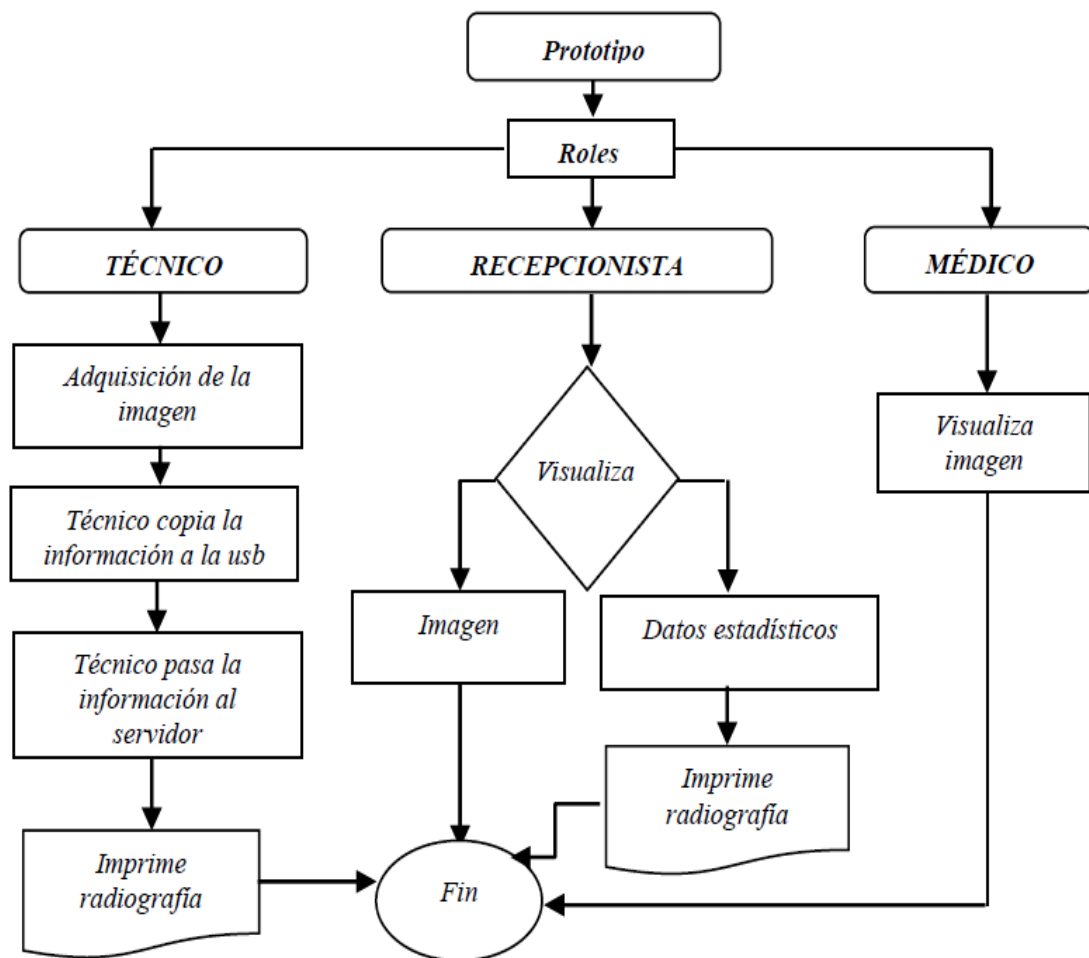 Prototipo
Roles
TÉCNICO
RECEPCIONISTA
MÉDICO
Adquisición de la
imagen
Técnico copia la
información a la usb
Técnico pasa la
información al
servidor
Imprime
radiografía
Visualiza
Imagen
Datos estadísticos
Imprime
radiografía
Visualiza
imagen
Fin